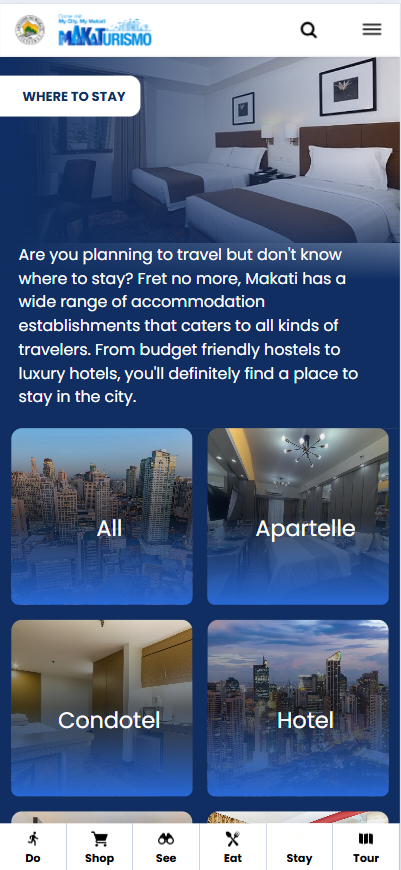 Come visit
My City, My Makati
MAKATURISMO
WHERE TO STAY
Are you planning to travel but don't know
where to stay? Fret no more, Makati has a
wide range of accommodation
establishments that caters to all kinds of
travelers. From budget friendly hostels to
luxury hotels, you'll definitely find a place to
stay in the city.
All
Apartelle
Condotel
Hotel
Do
Shop
See
Eat
Stay
Tour